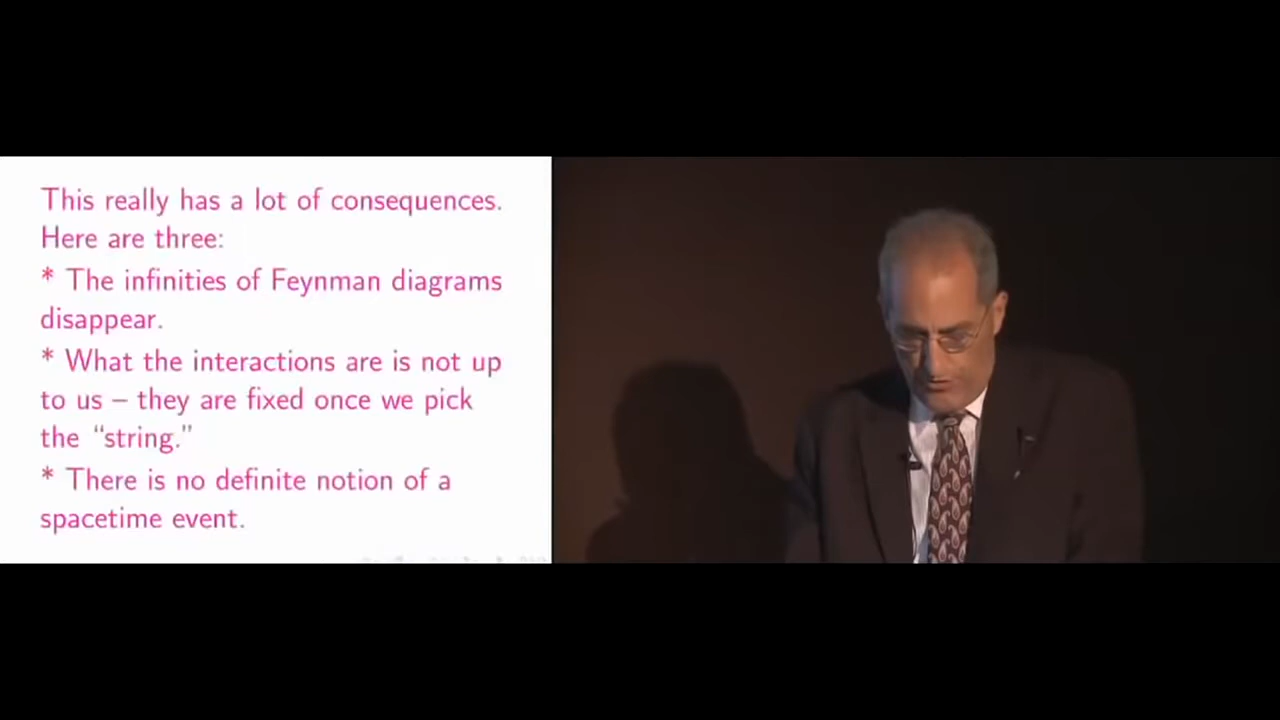 This really has a lot of consequences.
Here are three:
* The infinities of Feynman diagrams
disappear.
* What the interactions are is not up
to us – they are fixed once we pick
the “string.”
* There is no definite notion of a
spacetime event.